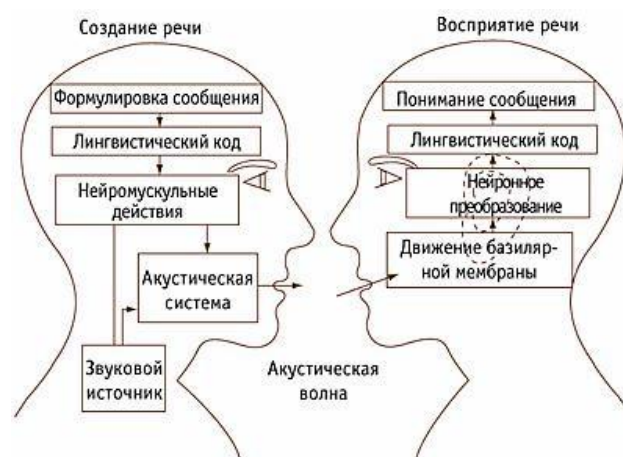 Создание речи
Формулировка сообщения
Лингвистический код
Нейромускульные
действия
Акустическая
система
Звуковой
источник
Акустическая
волна
Восприятие речи
Понимание сообщения
Лингвистический код
Нейронное
преобразование
Движение базиляр-
ной мембраны